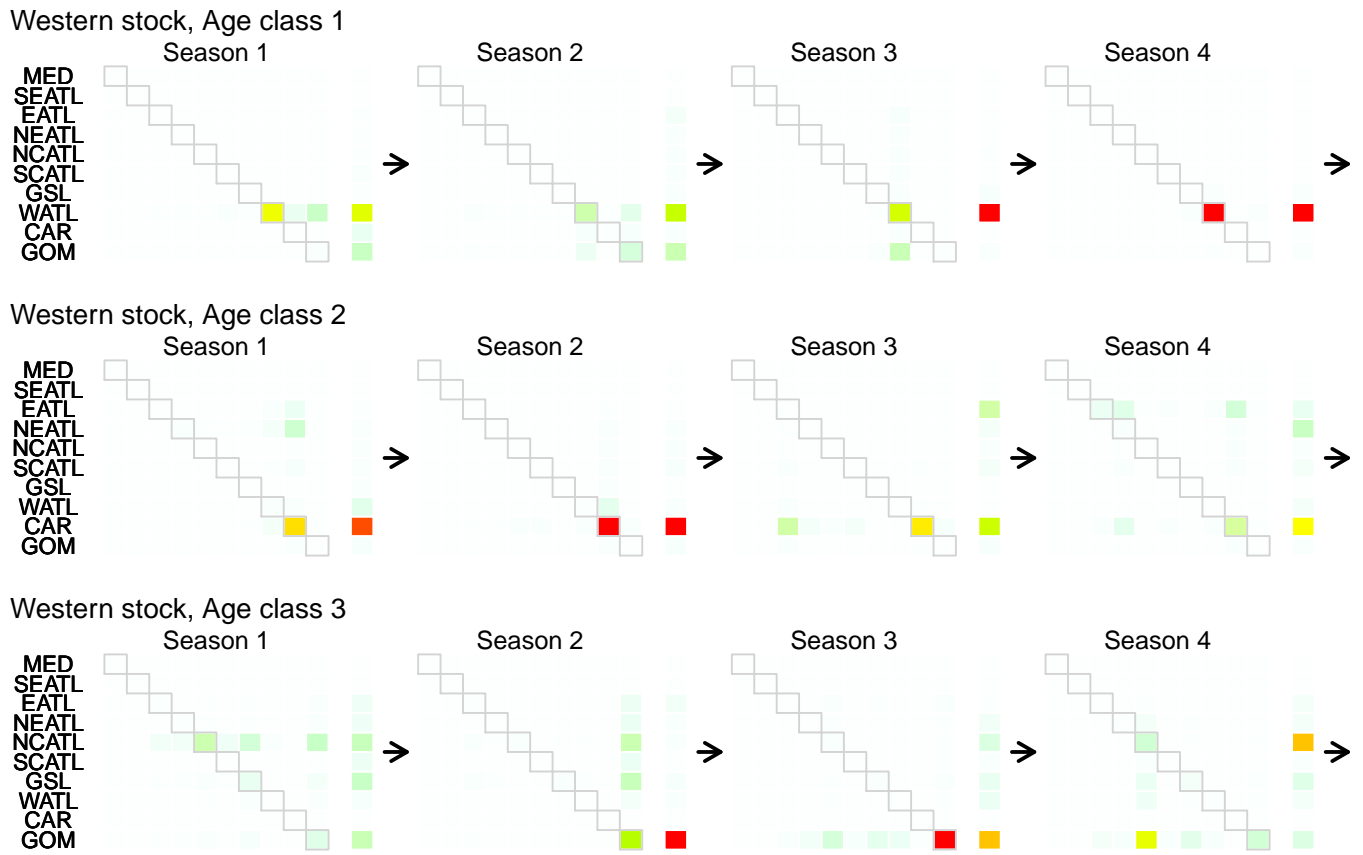 Western stock, Age class 1
Season 1 Season 2 Season 3 Season 4
MED
SEATL
EATL
NEATL
NCATL
SCATL
GSL
WATL
CAR
GOM
Western stock, Age class 2
Season 1 Season 2 Season 3 Season 4
MED
SEATL
EATL
NEATL
NCATL
SCATL
GSL
WATL
CAR
GOM
Western stock, Age class 3
Season 1 Season 2 Season 3 Season 4
MED
SEATL
EATL
NEATL
NCATL
SCATL
GSL
WATL
CAR
GOM